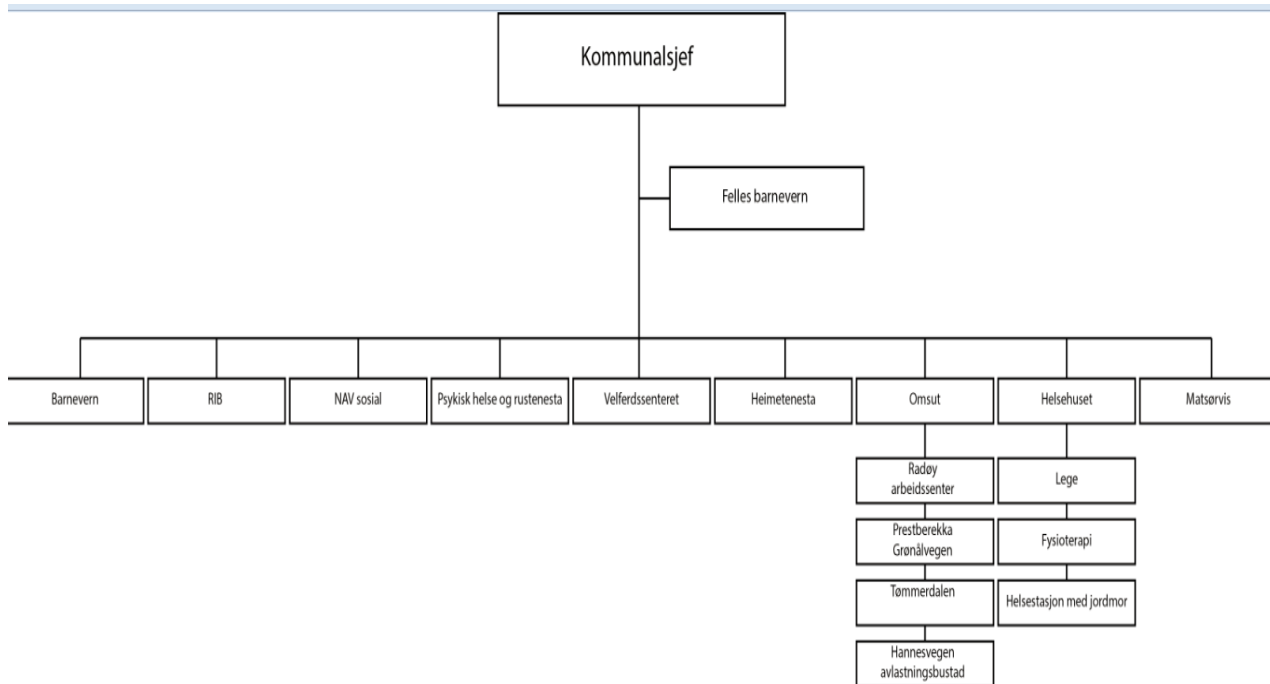 Kommunalsjef
Felles barnevern
Barnevern
RIB
NAV sosial
Psykisk helse og rustenesta
Velferdssenteret
Heimetenesta
Omsut
Helsehuset
Matsørvis
Radøy
arbeidssenter
Prestberekka
Grønålvegen
Tømmerdalen
Hannesvegen
avlastningsbustad
Lege
Fysioterapi
Helsestasjon med jordmor